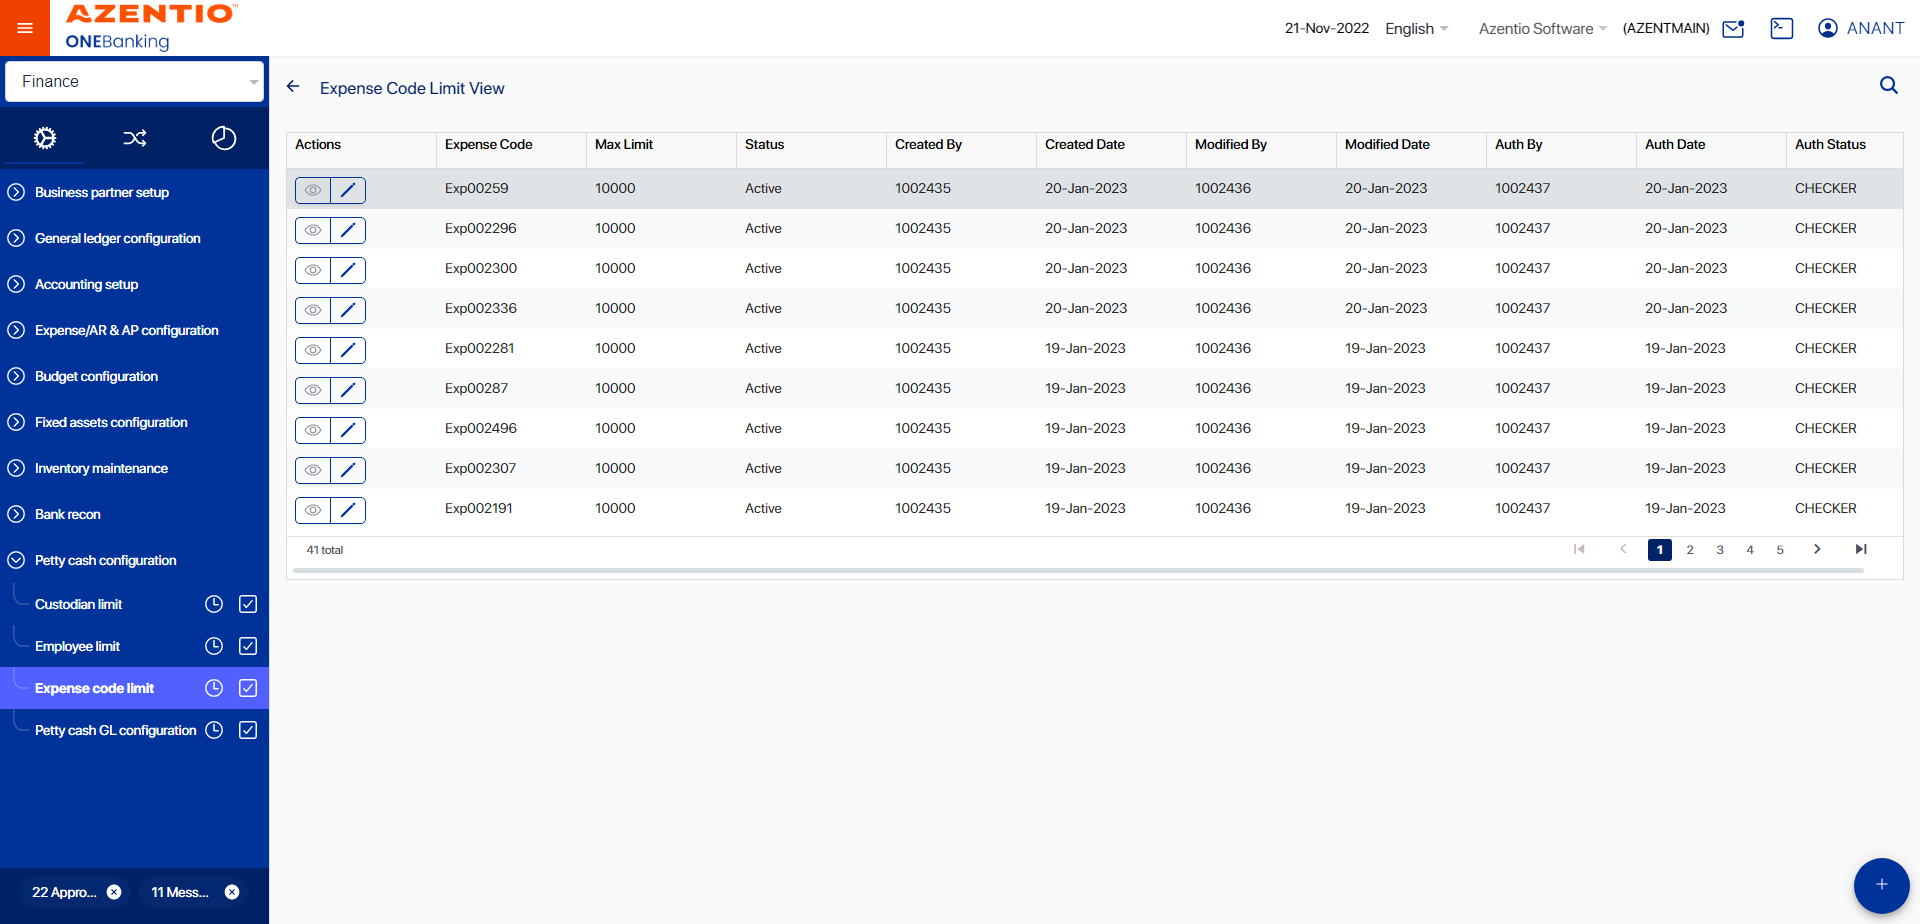 AZENTIO™
ONEBanking
21-Nov-2022 English Azentio Software (AZENTMAIN) ANANT
Finance
Business partner setup
General ledger configuration
Accounting setup
Expense/AR & AP configuration
Budget configuration
Fixed assets configuration
Inventory maintenance
Bank recon
Petty cash configuration
Custodian limit
Employee limit
Expense code limit
Petty cash GL configuration
22 Appro...
11 Mess...
Expense Code Limit View
Actions Expense Code Max Limit Status Created By Created Date Modified By Modified Date Auth By Auth Date Auth Status
Exp00259 10000 Active 1002435 20-Jan-2023 1002436 20-Jan-2023 1002437 20-Jan-2023 CHECKER
Exp002296 10000 Active 1002435 20-Jan-2023 1002436 20-Jan-2023 1002437 20-Jan-2023 CHECKER
Exp002300 10000 Active 1002435 20-Jan-2023 1002436 20-Jan-2023 1002437 20-Jan-2023 CHECKER
Exp002336 10000 Active 1002435 20-Jan-2023 1002436 20-Jan-2023 1002437 20-Jan-2023 CHECKER
Exp002281 10000 Active 1002435 19-Jan-2023 1002436 19-Jan-2023 1002437 19-Jan-2023 CHECKER
Exp00287 10000 Active 1002435 19-Jan-2023 1002436 19-Jan-2023 1002437 19-Jan-2023 CHECKER
Exp002496 10000 Active 1002435 19-Jan-2023 1002436 19-Jan-2023 1002437 19-Jan-2023 CHECKER
Exp002307 10000 Active 1002435 19-Jan-2023 1002436 19-Jan-2023 1002437 19-Jan-2023 CHECKER
Exp002191 10000 Active 1002435 19-Jan-2023 1002436 19-Jan-2023 1002437 19-Jan-2023 CHECKER
41 total 1 2 3 4 5